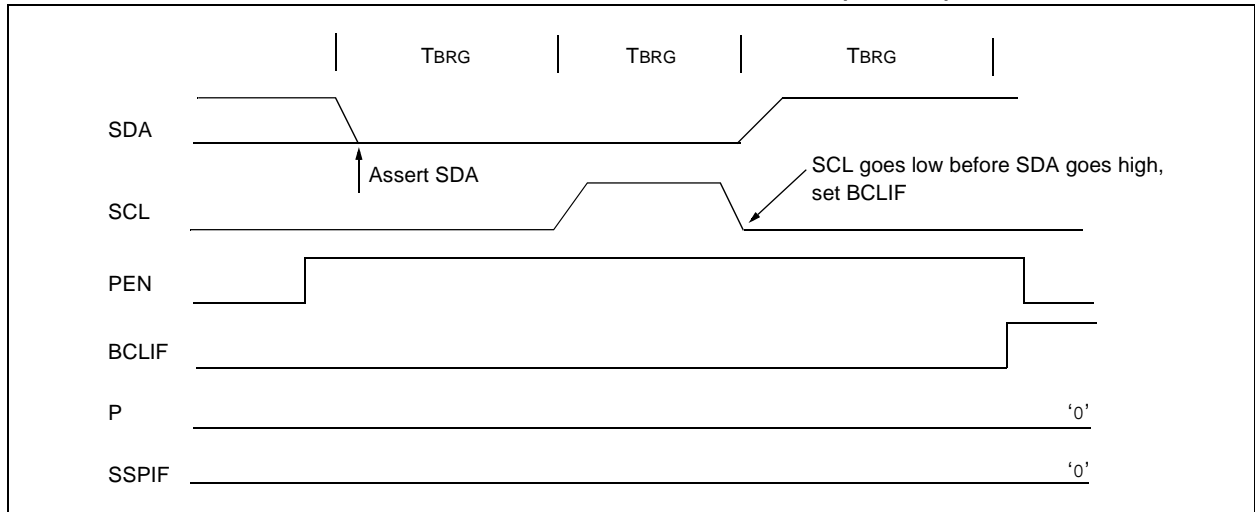 TBRG TBRG TBRG
SDA
Assert SDA
SCL goes low before SDA goes high,
set BCLIF
SCL
PEN
BCLIF
P
'0'
SSPIF
'0'